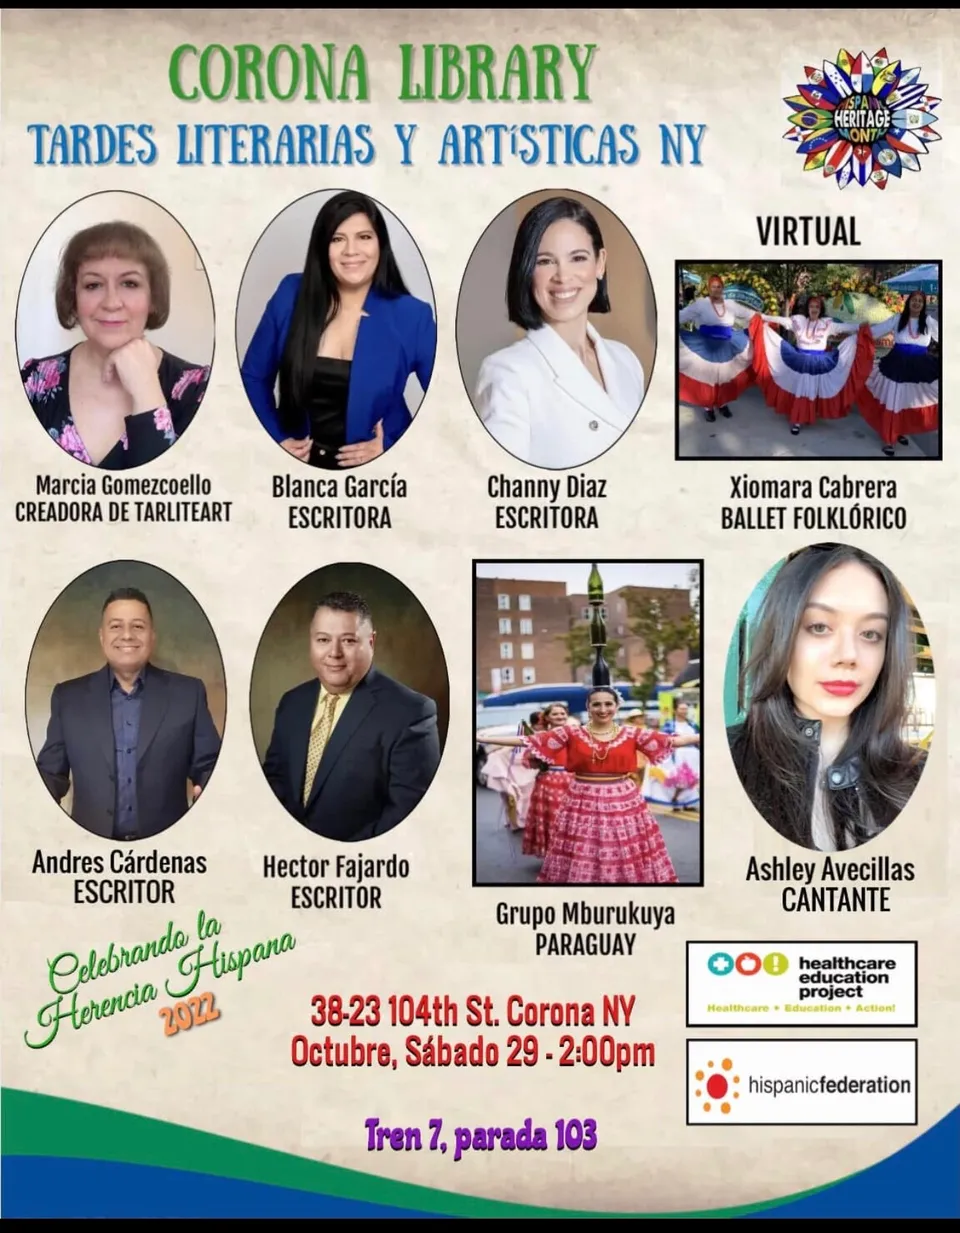 CORONA LIBRARY
TARDES LITERARIAS Y ARTíSTICAS NY
HISPANIC
HERITAGE
MONTH
VIRTUAL
Marcia Gomezcoello
CREADORA DE TARLITEART
Blanca García
ESCRITORA
Channy Diaz
ESCRITORA
Xiomara Cabrera
BALLET FOLKLÓRICO
Andres Cárdenas
ESCRITOR
Hector Fajardo
ESCRITOR
Grupo Mburukuya
PARAGUAY
Ashley Avecillas
CANTANTE
Celebrando la
Herencia Hispana
2022
38-23 104th St. Corona NY
Octubre, Sábado 29 - 2:00pm
Tren 7, parada 103
healthcare
education
project
Healthcare • Education • Action!
hispanicfederation